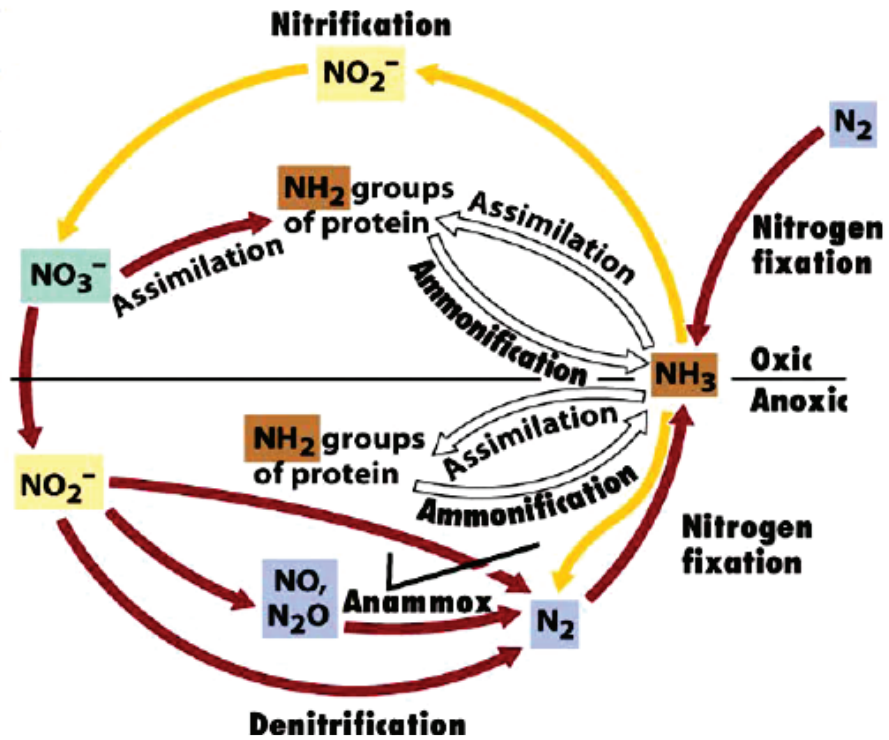 Nitrification
NO₂⁻
N₂
NH₂ groups
of protein
Assimilation
Nitrogen
fixation
NO₃⁻
Assimilation
Ammonification
NH₃
Oxic
Anoxic
NH₂ groups
of protein
Assimilation
Ammonification
NO₂⁻
Nitrogen
fixation
NO,
N₂O
Anammox
N₂
Denitrification